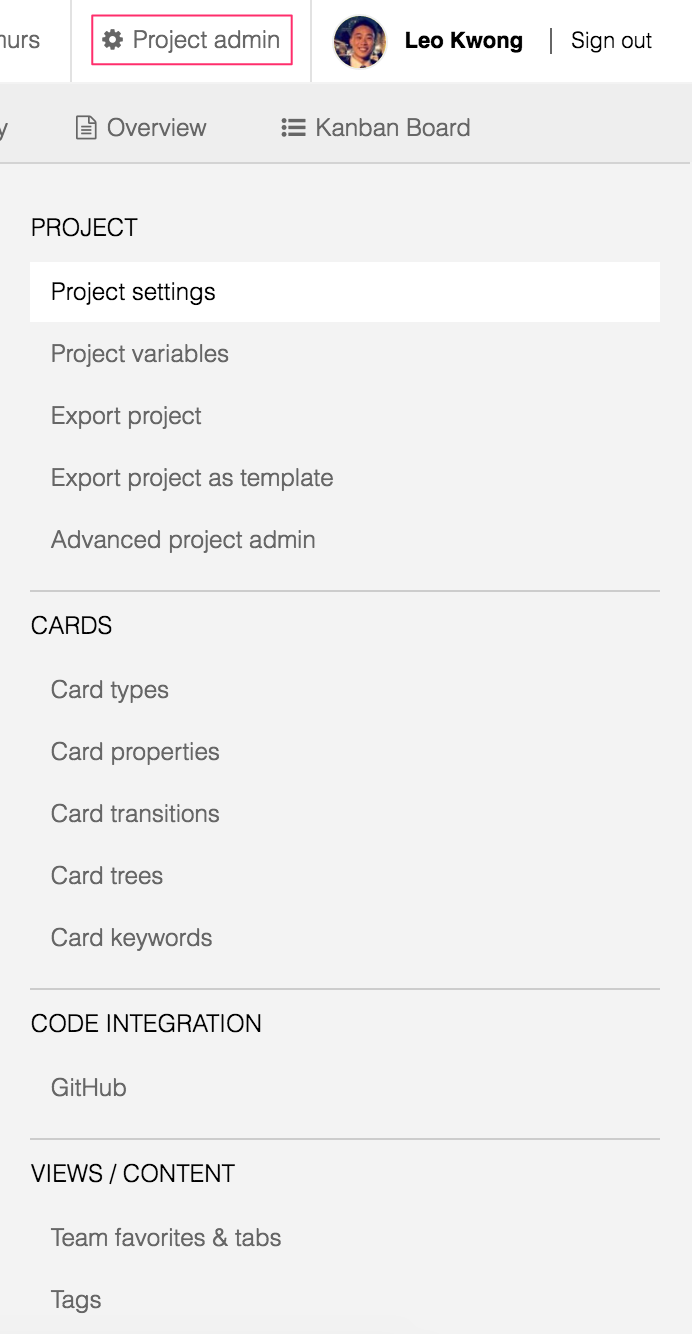 Project admin
Leo Kwong | Sign out
Overview
Kanban Board
PROJECT
Project settings
Project variables
Export project
Export project as template
Advanced project admin
CARDS
Card types
Card properties
Card transitions
Card trees
Card keywords
CODE INTEGRATION
GitHub
VIEWS / CONTENT
Team favorites & tabs
Tags